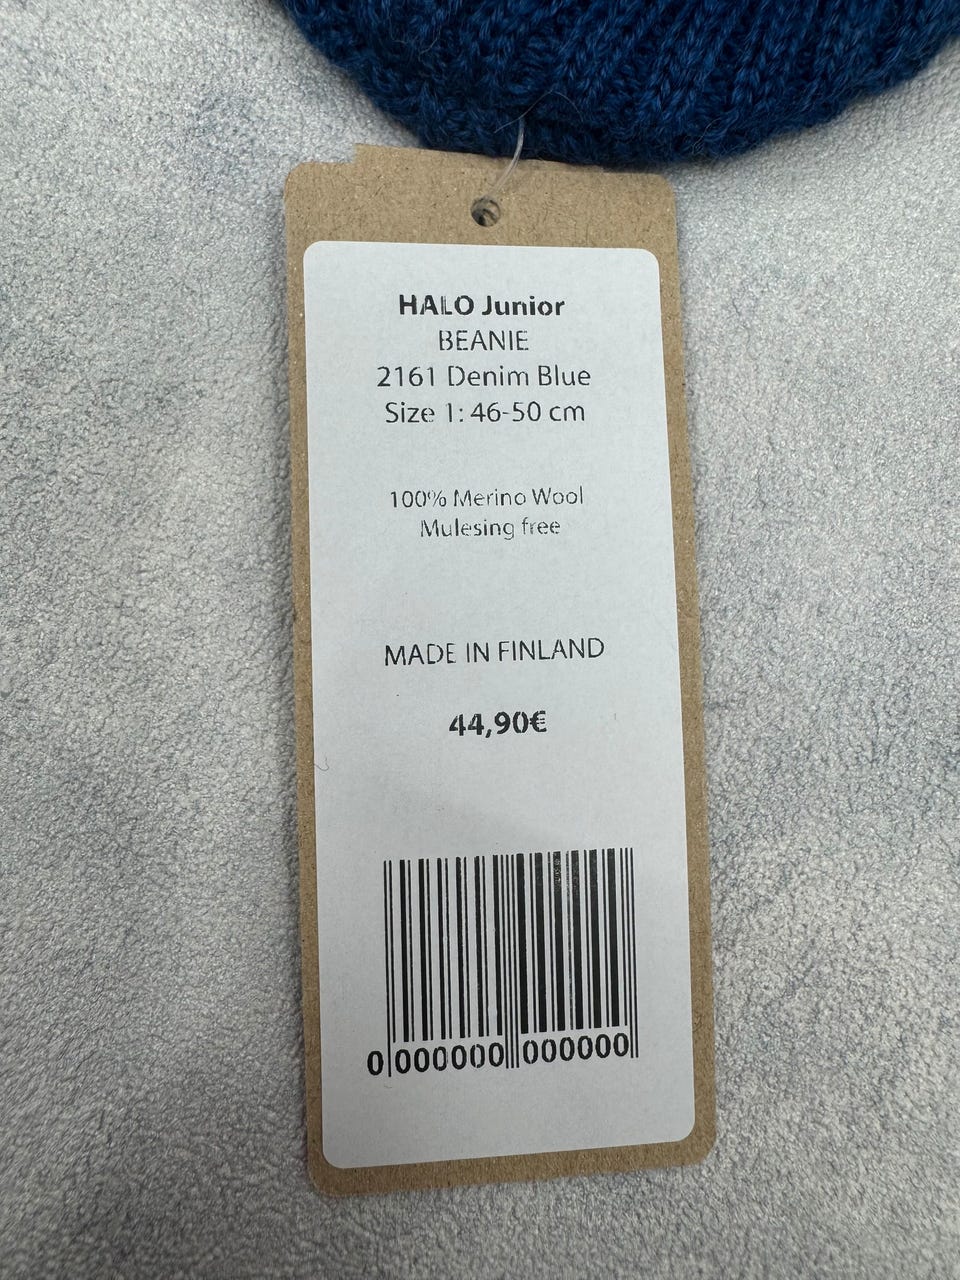 HALO Junior
BEANIE
2161 Denim Blue
Size 1: 46-50 cm
100% Merino Wool
Mulesing free
MADE IN FINLAND
44,90€
0 000000 000000